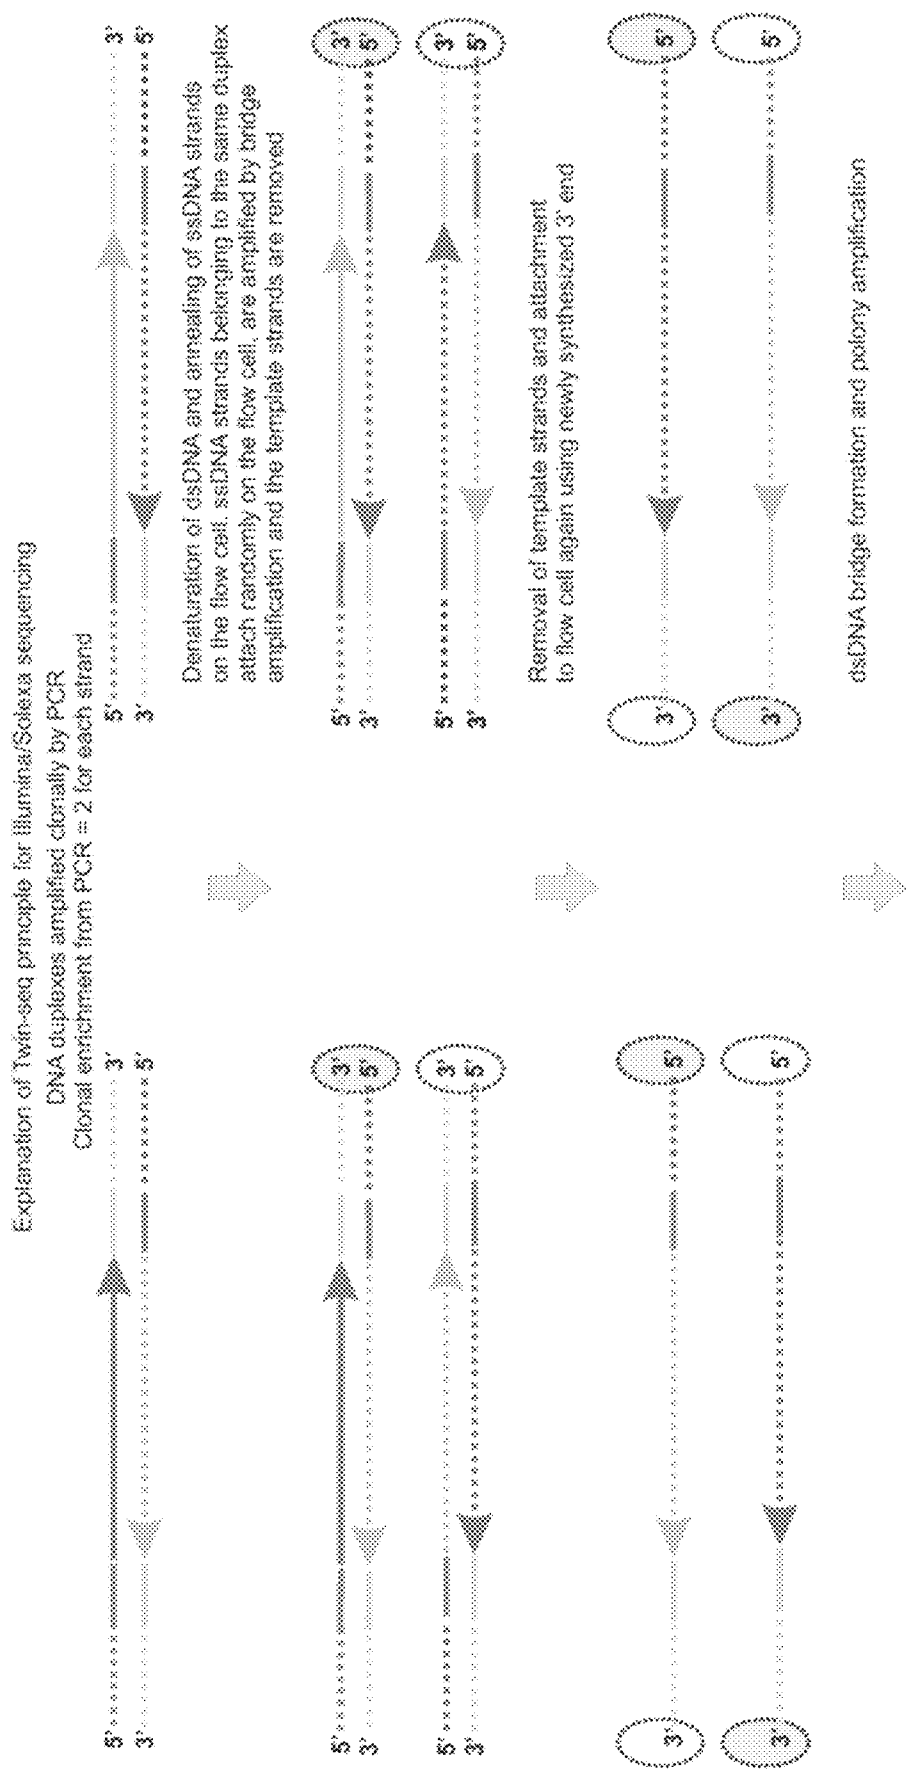 Explanation of Twin-seq principle for Illumina/Solexa sequencing
DNA duplexes amplified clonally by PCR
Clonal enrichment from PCR = 2 for each strand
5' 3' 5' 3'
3' 5' 3' 5'
Denaturation of dsDNA and annealing of ssDNA strands
on the flow cell. ssDNA strands belonging to the same duplex
attach randomly on the flow cell, are amplified by bridge
amplification and the template strands are removed
5' 3' 5' 3'
3' 5' 3' 5'
5' 3' 5' 3'
3' 5' 3' 5'
Removal of template strands and attachment
to flow cell again using newly synthesized 3' end
3' 5' 3' 5'
3' 5' 3' 5'
dsDNA bridge formation and polony amplification